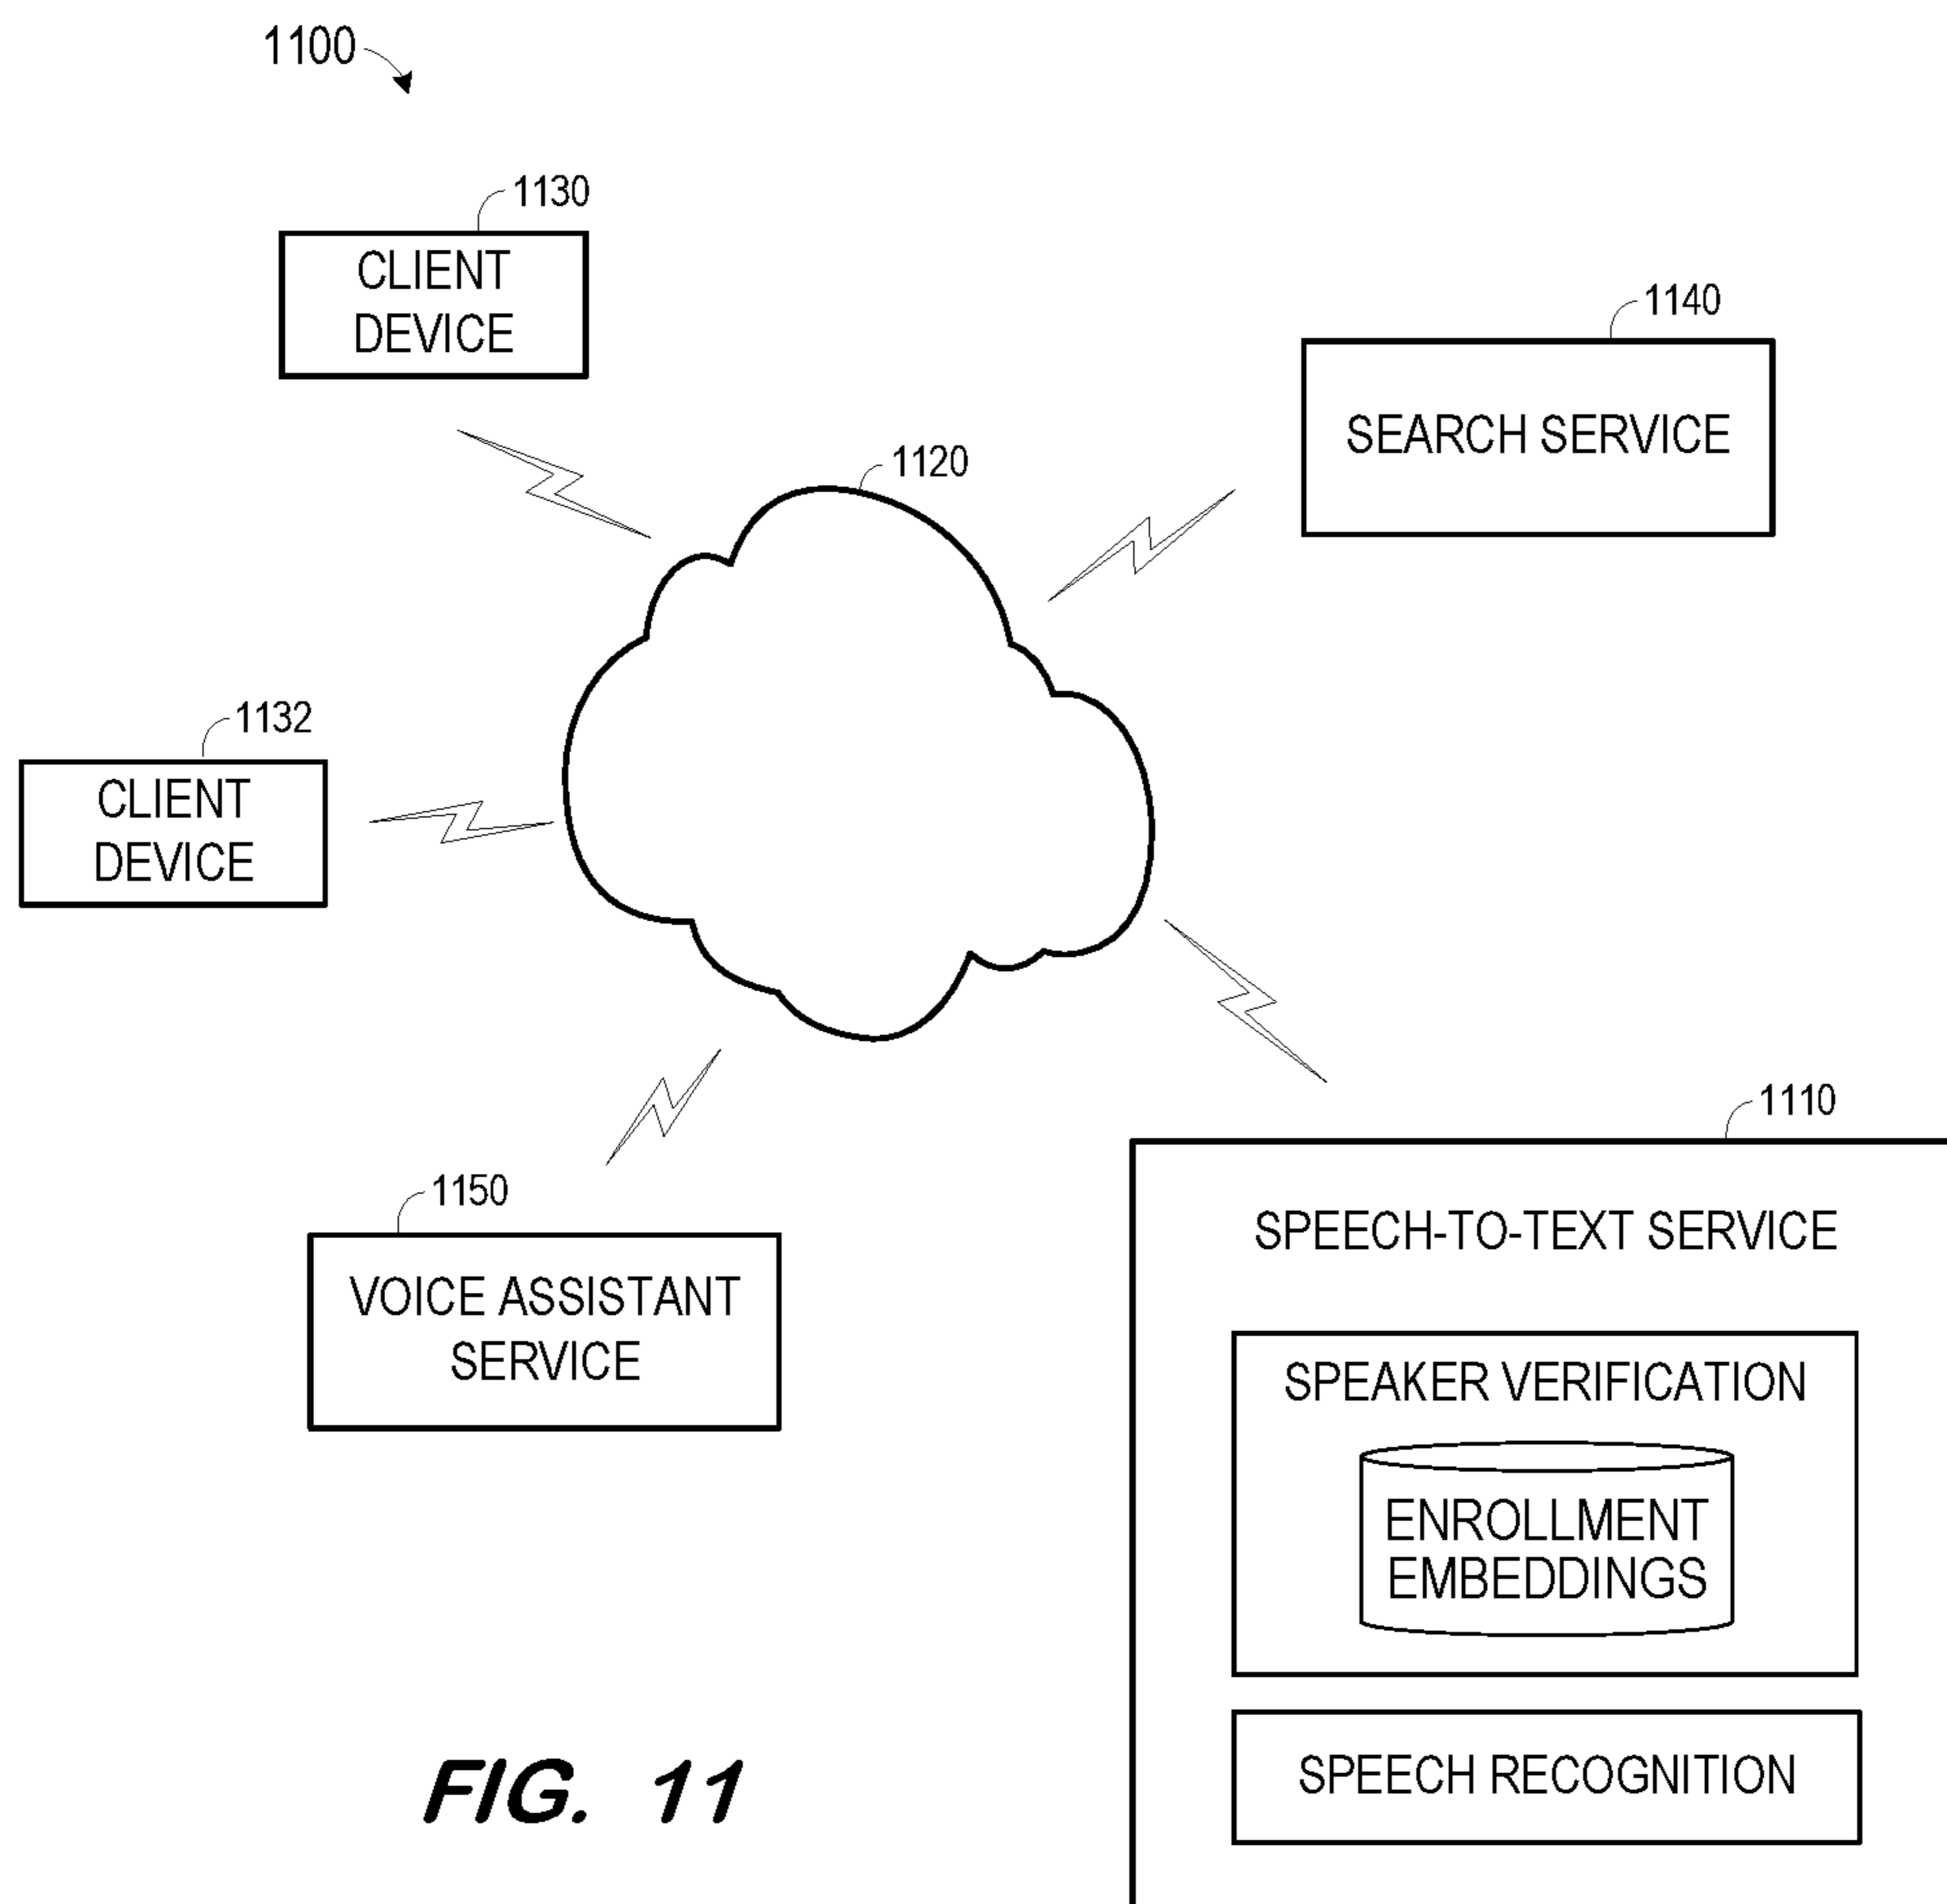 1100
1130
CLIENT
DEVICE
1140
SEARCH SERVICE
1120
1132
CLIENT
DEVICE
1110
SPEECH-TO-TEXT SERVICE
1150
VOICE ASSISTANT
SERVICE
SPEAKER VERIFICATION
ENROLLMENT
EMBEDDINGS
SPEECH RECOGNITION
FIG. 11